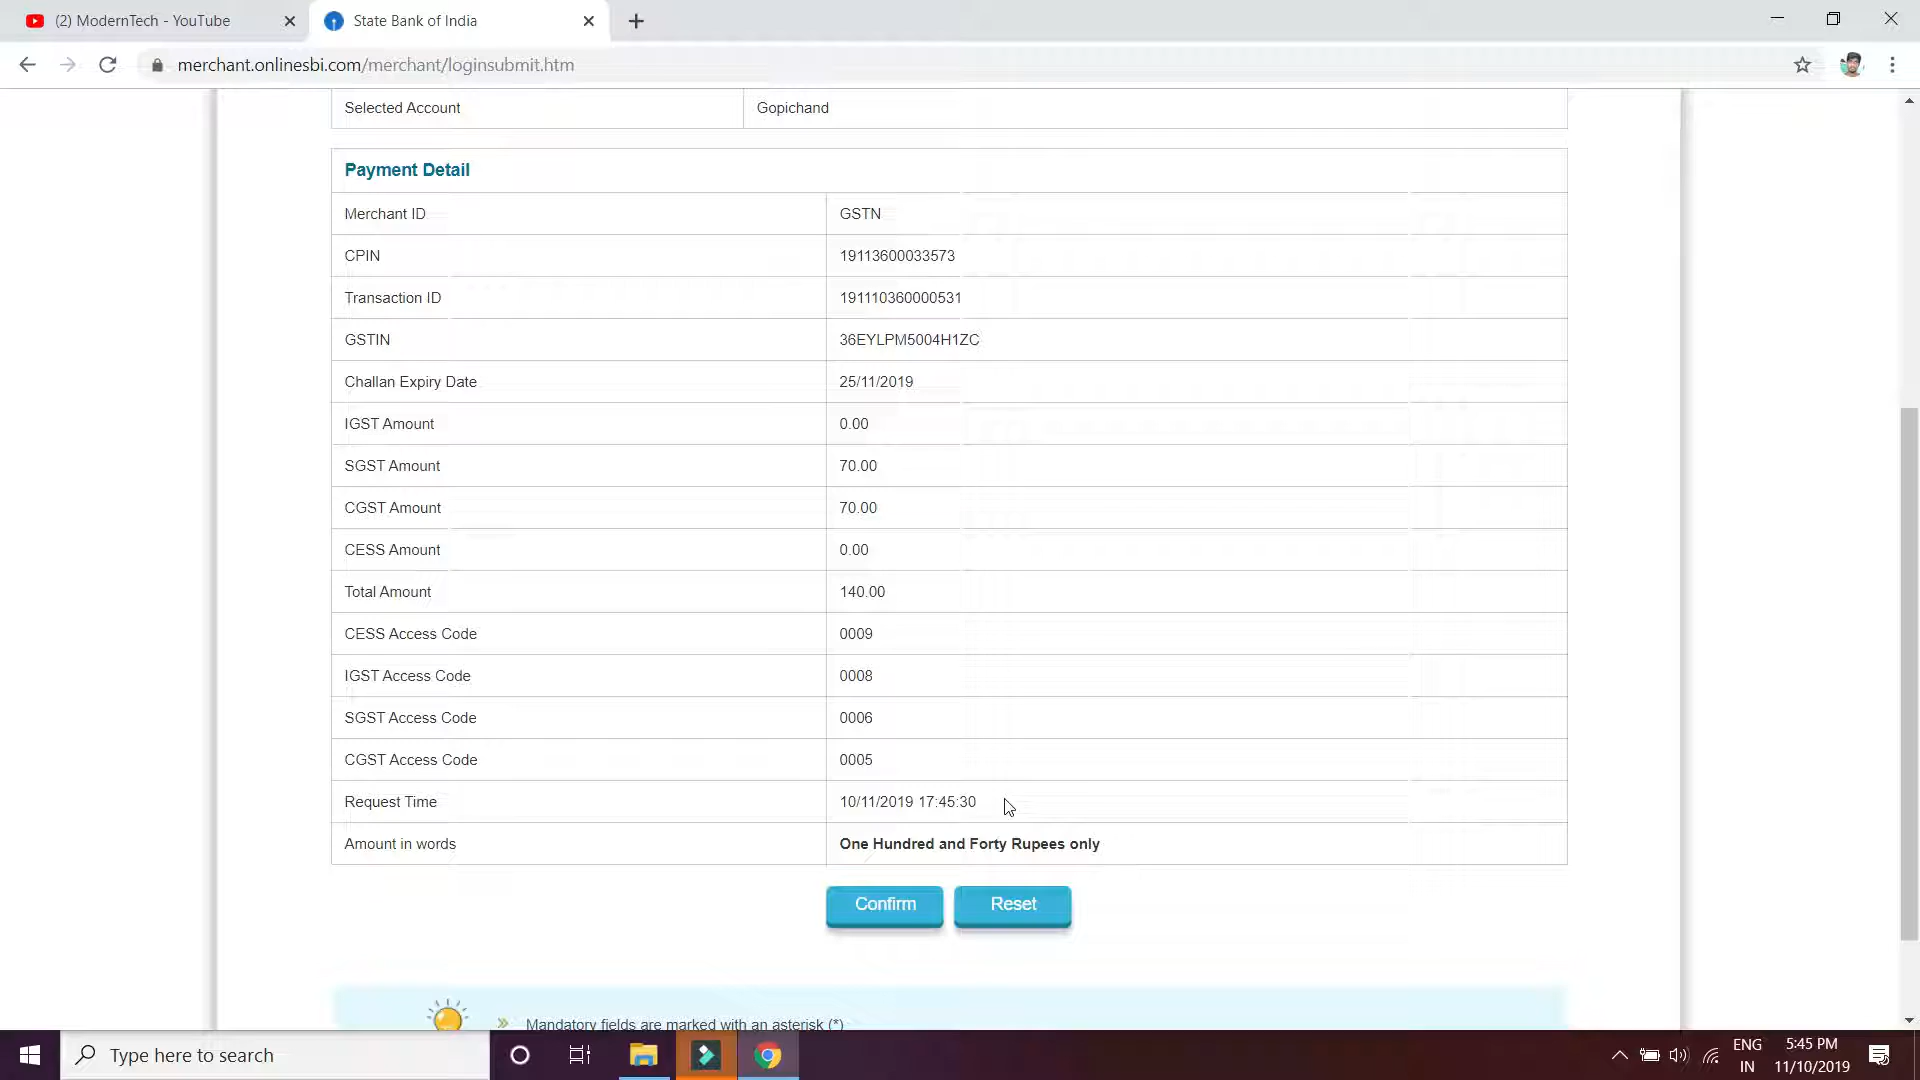 (2) ModernTech - YouTube
State Bank of India
merchant.onlinesbi.com/merchant/loginsubmit.htm
Selected Account Gopichand
Payment Detail
Merchant ID GSTN
CPIN 19113600033573
Transaction ID 191110360000531
GSTIN 36EYLPM5004H1ZC
Challan Expiry Date 25/11/2019
IGST Amount 0.00
SGST Amount 70.00
CGST Amount 70.00
CESS Amount 0.00
Total Amount 140.00
CESS Access Code 0009
IGST Access Code 0008
SGST Access Code 0006
CGST Access Code 0005
Request Time 10/11/2019 17:45:30
Amount in words One Hundred and Forty Rupees only
Confirm Reset
» Mandatory fields are marked with an asterisk (*)
Type here to search
ENG 5:45 PM
IN 11/10/2019